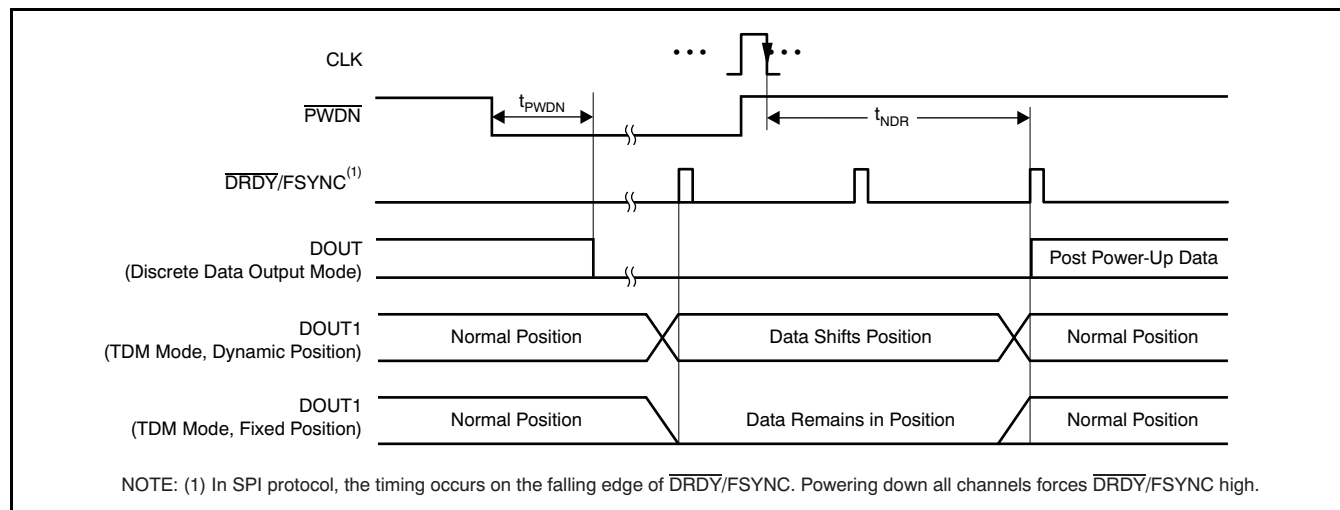 CLK
PWDN
tPWDN
tNDR
DRDY/FSYNC(1)
DOUT
(Discrete Data Output Mode)
Post Power-Up Data
DOUT1
(TDM Mode, Dynamic Position)
Normal Position
Data Shifts Position
Normal Position
DOUT1
(TDM Mode, Fixed Position)
Normal Position
Data Remains in Position
Normal Position
NOTE: (1) In SPI protocol, the timing occurs on the falling edge of DRDY/FSYNC. Powering down all channels forces DRDY/FSYNC high.